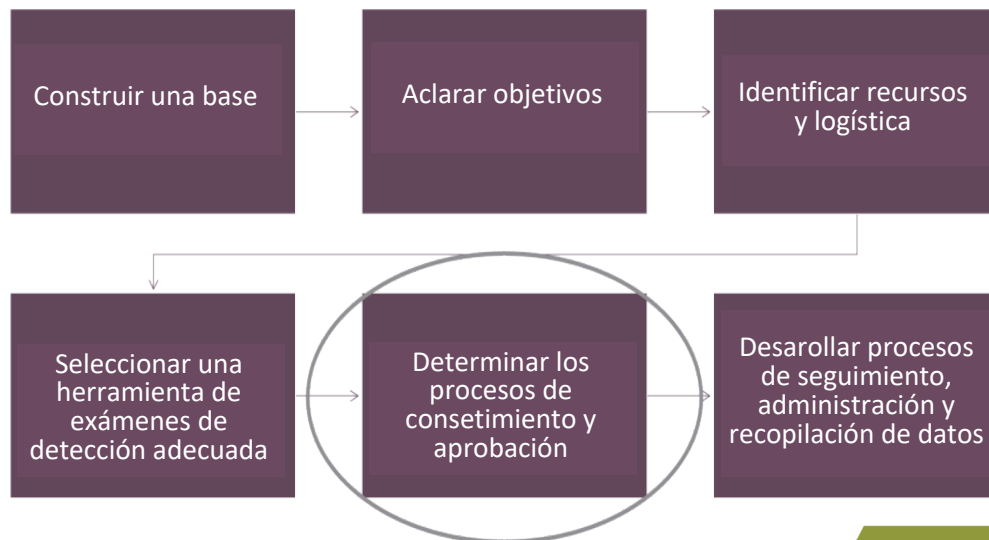 Construir una base
Aclarar objetivos
Identificar recursos
y logística
Seleccionar una
herramienta de
exámenes de
detección adecuada
Determinar los
procesos de
consetimiento y
aprobación
Desarollar procesos
de seguimiento,
administración y
recopilación de datos